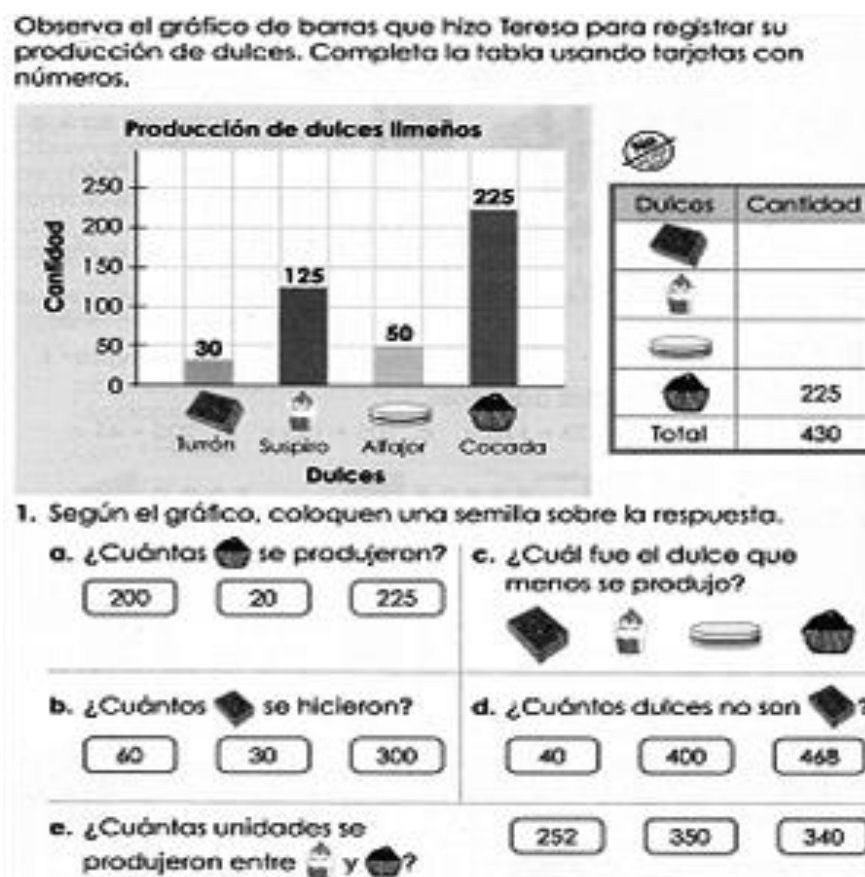 Observa el gráfico de barras que hizo Teresa para registrar su
producción de dulces. Completa la tabla usando tarjetas con
números.
Producción de dulces limeños
Cantidad
250
200
150
100
50
0
30
125
50
225
Turrón Suspiro Alfajor Cocada
Dulces
Dulces Cantidad
225
Total 430
1. Según el gráfico, coloquen una semilla sobre la respuesta.
a. ¿Cuántas se produjeron?
200 20 225
b. ¿Cuántos se hicieron?
60 30 300
c. ¿Cuál fue el dulce que
menos se produjo?
d. ¿Cuántos dulces no son ?
40 400 468
e. ¿Cuántas unidades se
produjeron entre y ?
252 350 340